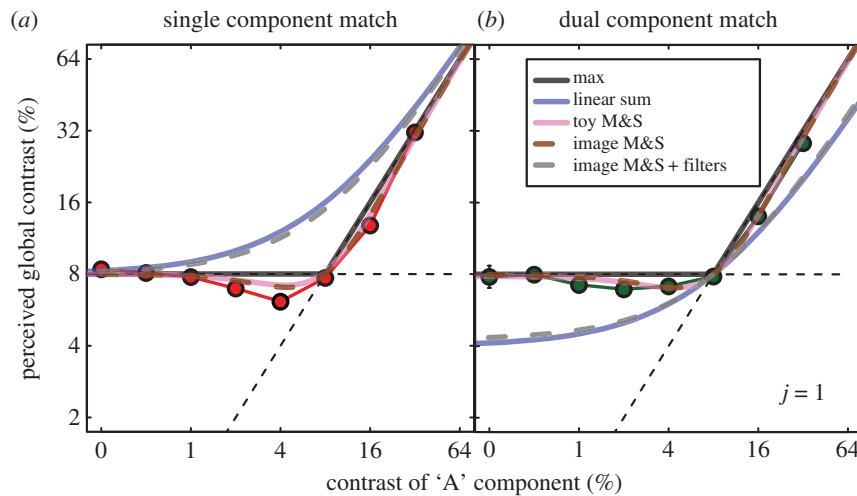 (a) single component match
(b) dual component match
perceived global contrast (%)
64
32
16
8
4
2
0 1 4 16 64
max
linear sum
toy M&S
image M&S
image M&S + filters
j = 1
0 1 4 16 64
contrast of ‘A’ component (%)